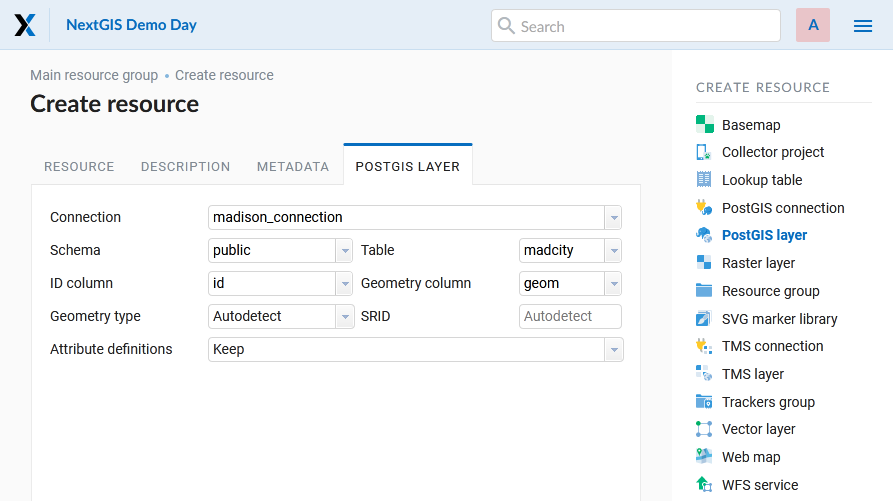 NextGIS Demo Day
Search
A
Main resource group • Create resource
Create resource
RESOURCE DESCRIPTION METADATA POSTGIS LAYER
Connection madison_connection
Schema public Table madcity
ID column id Geometry column geom
Geometry type Autodetect SRID Autodetect
Attribute definitions Keep
CREATE RESOURCE
Basemap
Collector project
Lookup table
PostGIS connection
PostGIS layer
Raster layer
Resource group
SVG marker library
TMS connection
TMS layer
Trackers group
Vector layer
Web map
WFS service